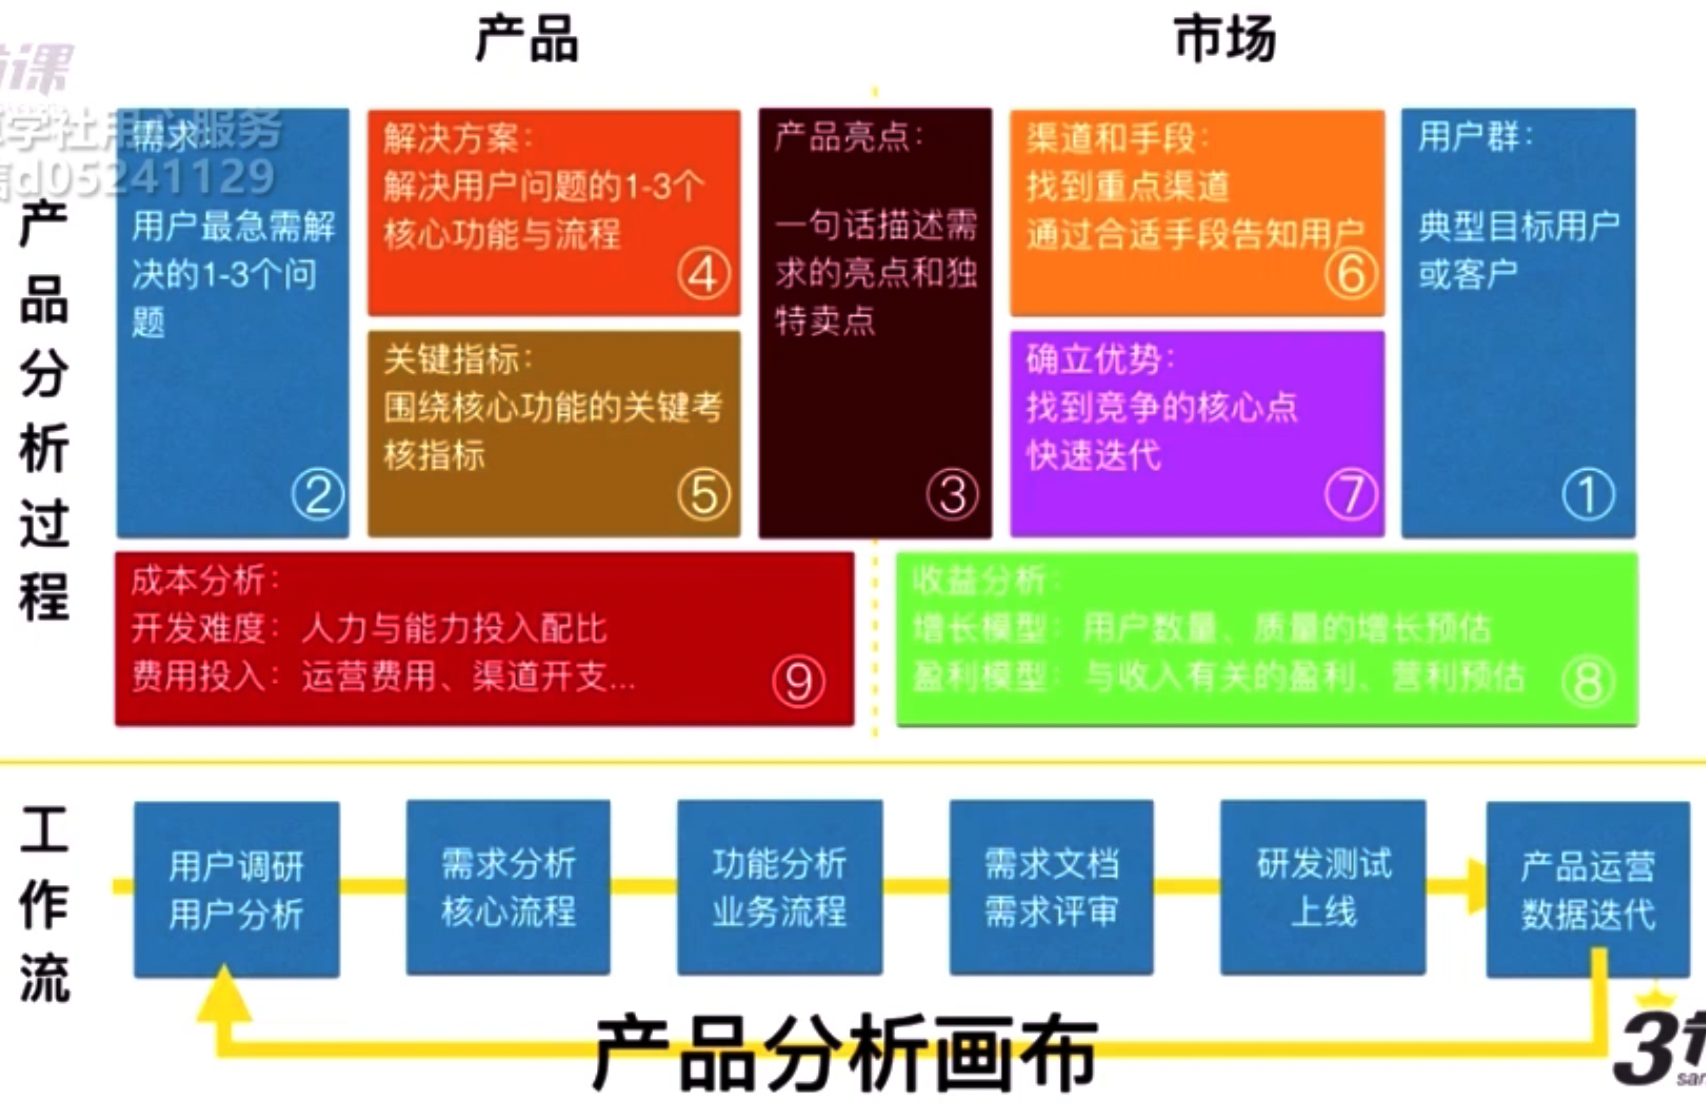 产品
市场
课
学社用心服务
d05241129
产品分析过程
需求:
用户最急需解
决的1-3个问
题
②
解决方案:
解决用户问题的1-3个
核心功能与流程
④
关键指标:
围绕核心功能的关键考
核指标
⑤
产品亮点:
一句话描述需
求的亮点和独
特卖点
③
渠道和手段:
找到重点渠道
通过合适手段告知用户
⑥
确立优势:
找到竞争的核心点
快速迭代
⑦
用户群:
典型目标用户
或客户
①
成本分析:
开发难度: 人力与能力投入配比
费用投入: 运营费用、渠道开支...
⑨
收益分析:
增长模型: 用户数量、质量的增长预估
盈利模型: 与收入有关的盈利、营利预估
⑧
工作流
用户调研
用户分析
需求分析
核心流程
功能分析
业务流程
需求文档
需求评审
研发测试
上线
产品运营
数据迭代
产品分析画布
3
san